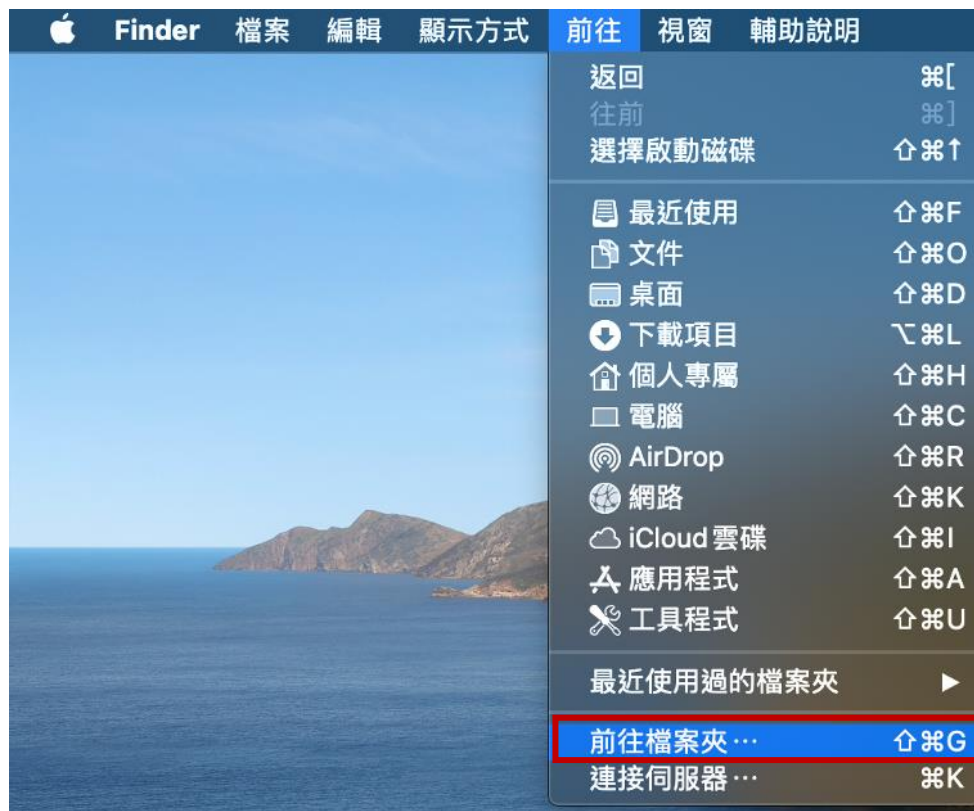 Finder 檔案 編輯 顯示方式 前往 視窗 輔助說明
返回 ⌘[
往前 ⌘]
選擇啟動磁碟 ⇧⌘↑
最近使用 ⇧⌘F
文件 ⇧⌘O
桌面 ⇧⌘D
下載項目 ⌥⌘L
個人專屬 ⇧⌘H
電腦 ⇧⌘C
AirDrop ⇧⌘R
網路 ⇧⌘K
iCloud 雲碟 ⇧⌘I
應用程式 ⇧⌘A
工具程式 ⇧⌘U
最近使用過的檔案夾 ▶
前往檔案夾⋯ ⇧⌘G
連接伺服器⋯ ⌘K